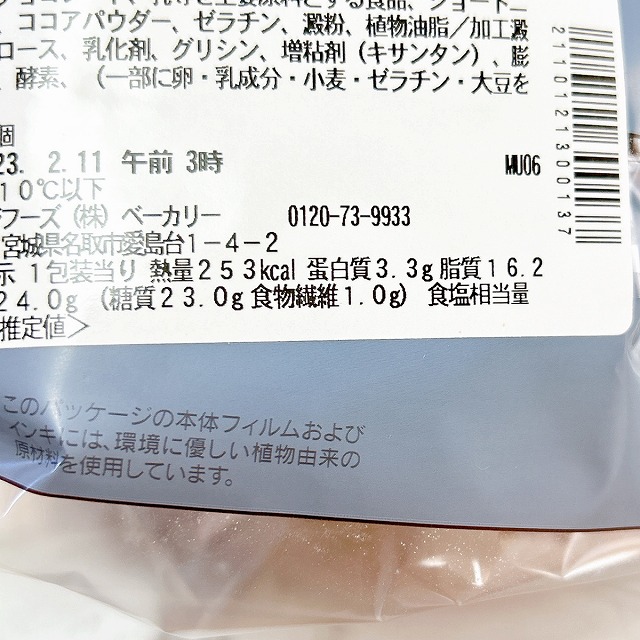 ココアパウダー、ゼラチン、澱粉、植物油脂／加工澱
ロース、乳化剤、グリシン、増粘剤（キサンタン）、膨
酵素、（一部に卵・乳成分・小麦・ゼラチン・大豆を
個
23. 2.11 午前 3時 MU06
10℃以下
フーズ（株）ベーカリー 0120-73-9933
宮城県名取市愛島台1－4－2
示 1包装当り 熱量253kcal 蛋白質3.3g 脂質16.2
24.0g （糖質23.0g 食物繊維1.0g） 食塩相当量
推定値＞
2110121300137
このパッケージの本体フィルムおよび
インキには、環境に優しい植物由来の
原材料を使用しています。